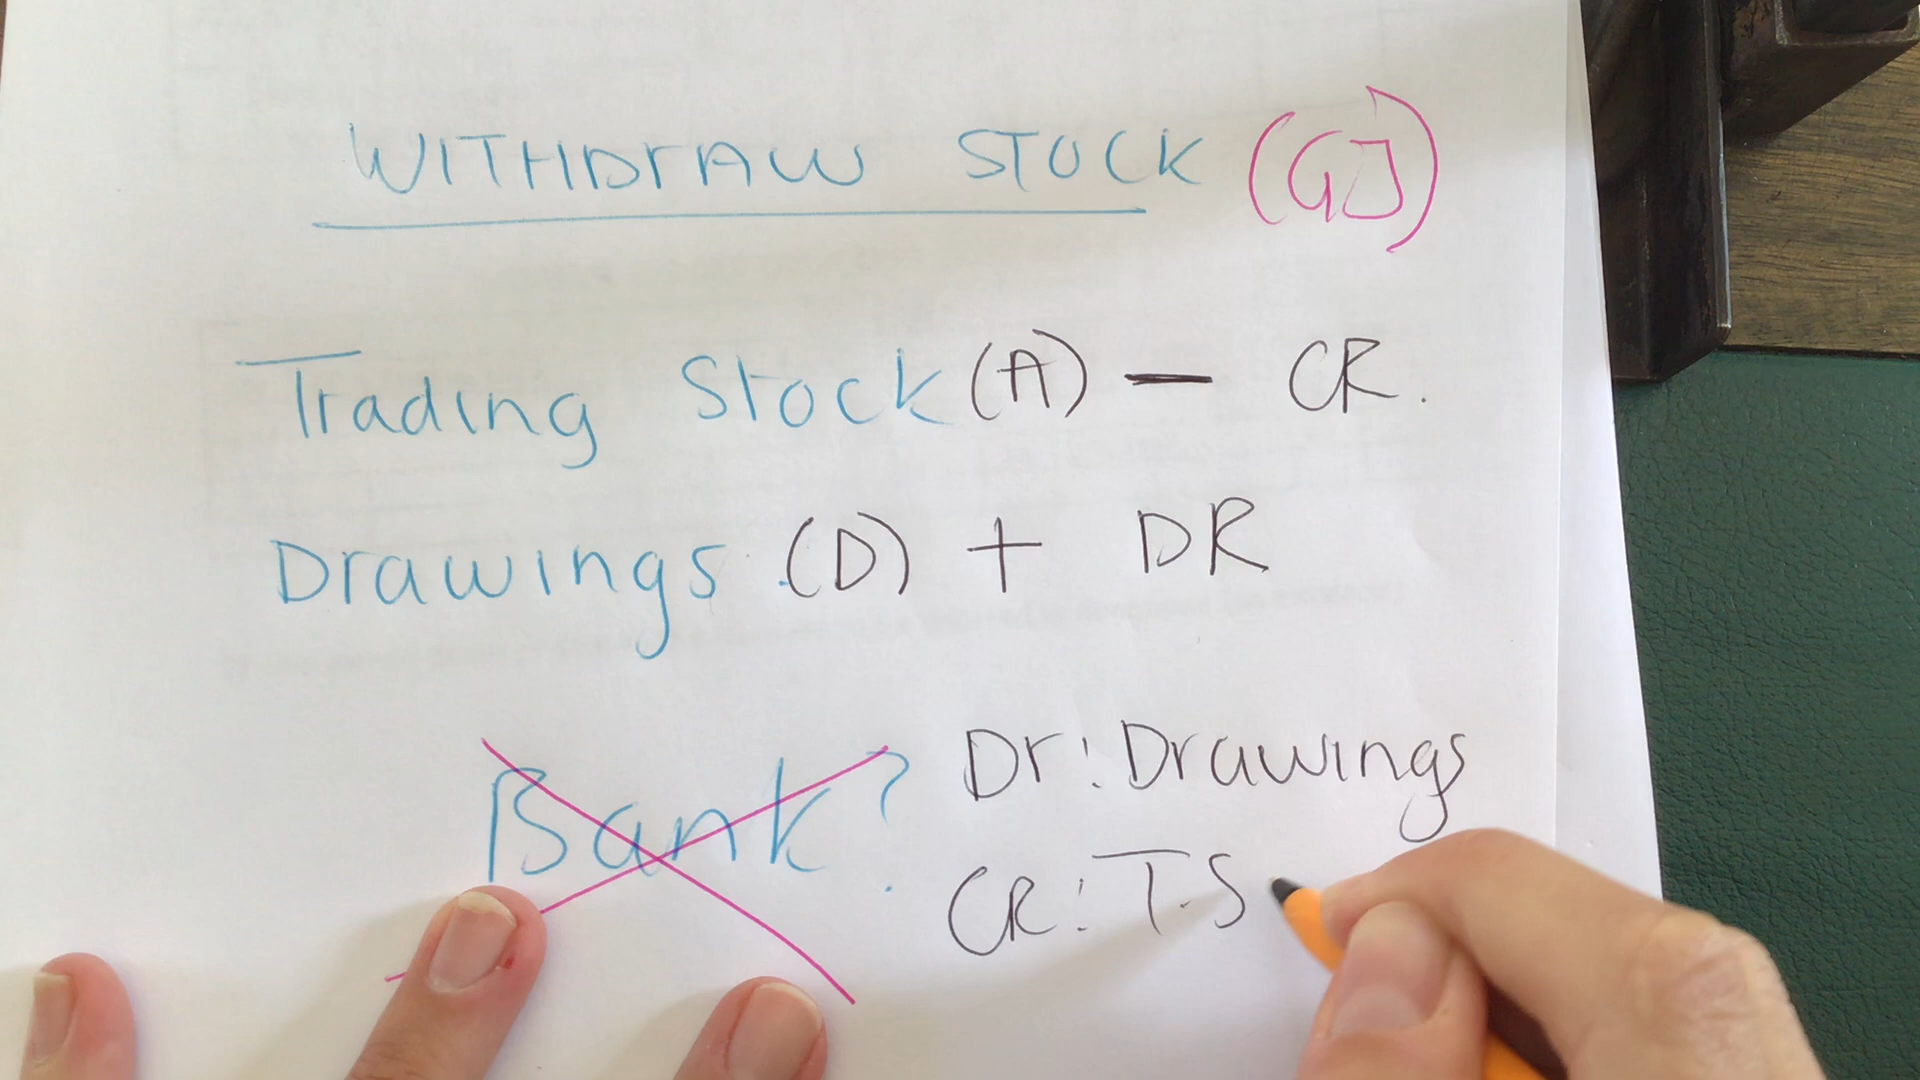 WITHDRAW STOCK (GJ)
Trading Stock (A) — CR.
Drawings (D) + DR
Bank?
Dr: Drawings
CR: T.S